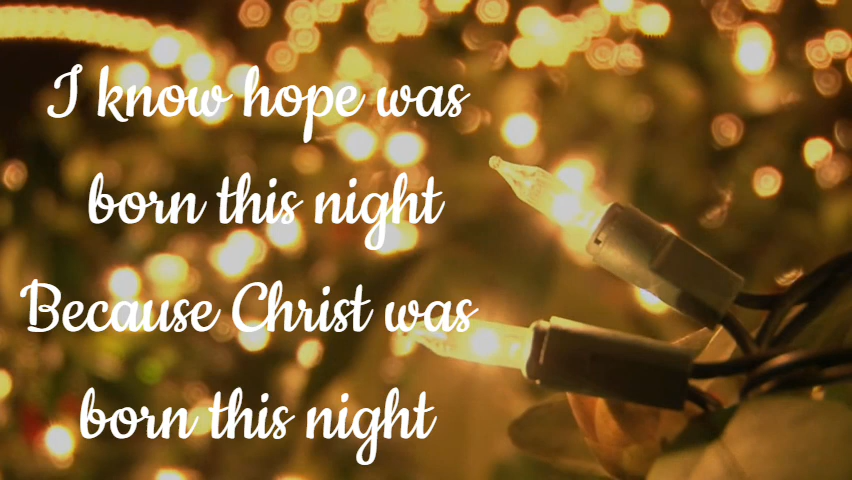 I know hope was
born this night
Because Christ was
born this night